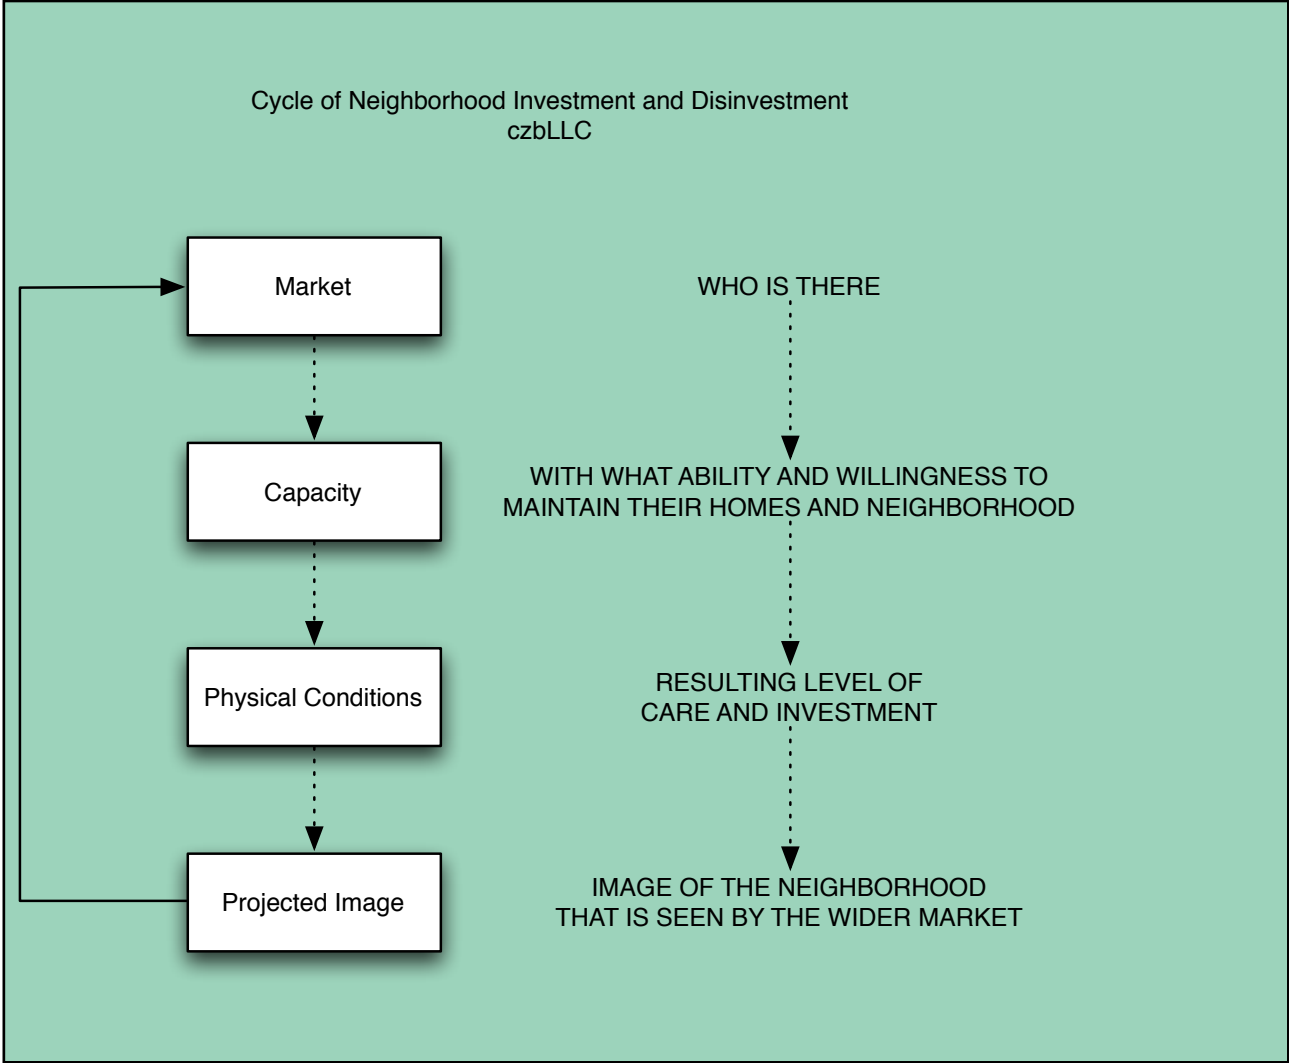 Cycle of Neighborhood Investment and Disinvestment
czbLLC
Market
WHO IS THERE
Capacity
WITH WHAT ABILITY AND WILLINGNESS TO
MAINTAIN THEIR HOMES AND NEIGHBORHOOD
Physical Conditions
RESULTING LEVEL OF
CARE AND INVESTMENT
Projected Image
IMAGE OF THE NEIGHBORHOOD
THAT IS SEEN BY THE WIDER MARKET